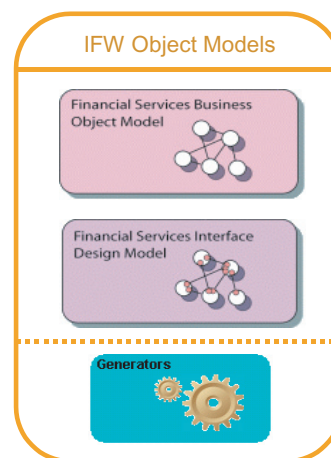 IFW Object Models
Financial Services Business
Object Model
Financial Services Interface
Design Model
Generators